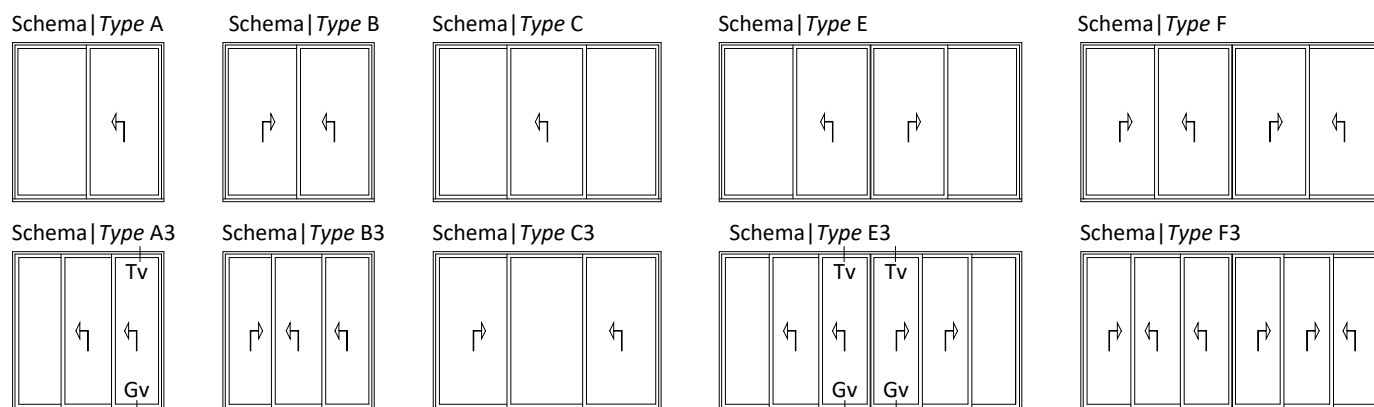 Schema|Type A Schema|Type B Schema|Type C Schema|Type E Schema|Type F
Schema|Type A3 Schema|Type B3 Schema|Type C3 Schema|Type E3 Schema|Type F3
Tv Tv Tv
Gv Gv Gv